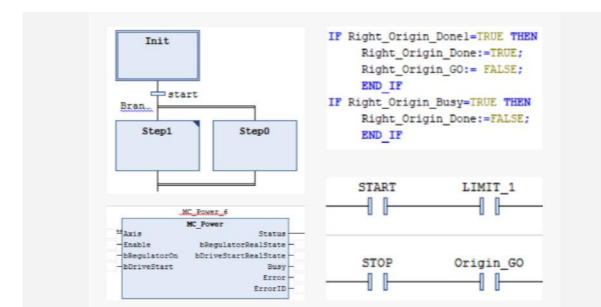 Init
start
Bran..
Step1
Step0
IF Right_Origin_Done1=TRUE THEN
Right_Origin_Done:=TRUE;
Right_Origin_GO:= FALSE;
END_IF
IF Right_Origin_Busy=TRUE THEN
Right_Origin_Done:=FALSE;
END_IF
MC_Power_6
MC_Power
Axis
Status
Enable
bRegulatorRealState
bRegulatorOn
bDriveStartRealState
bDriveStart
Busy
Error
ErrorID
START
LIMIT_1
STOP
Origin_GO